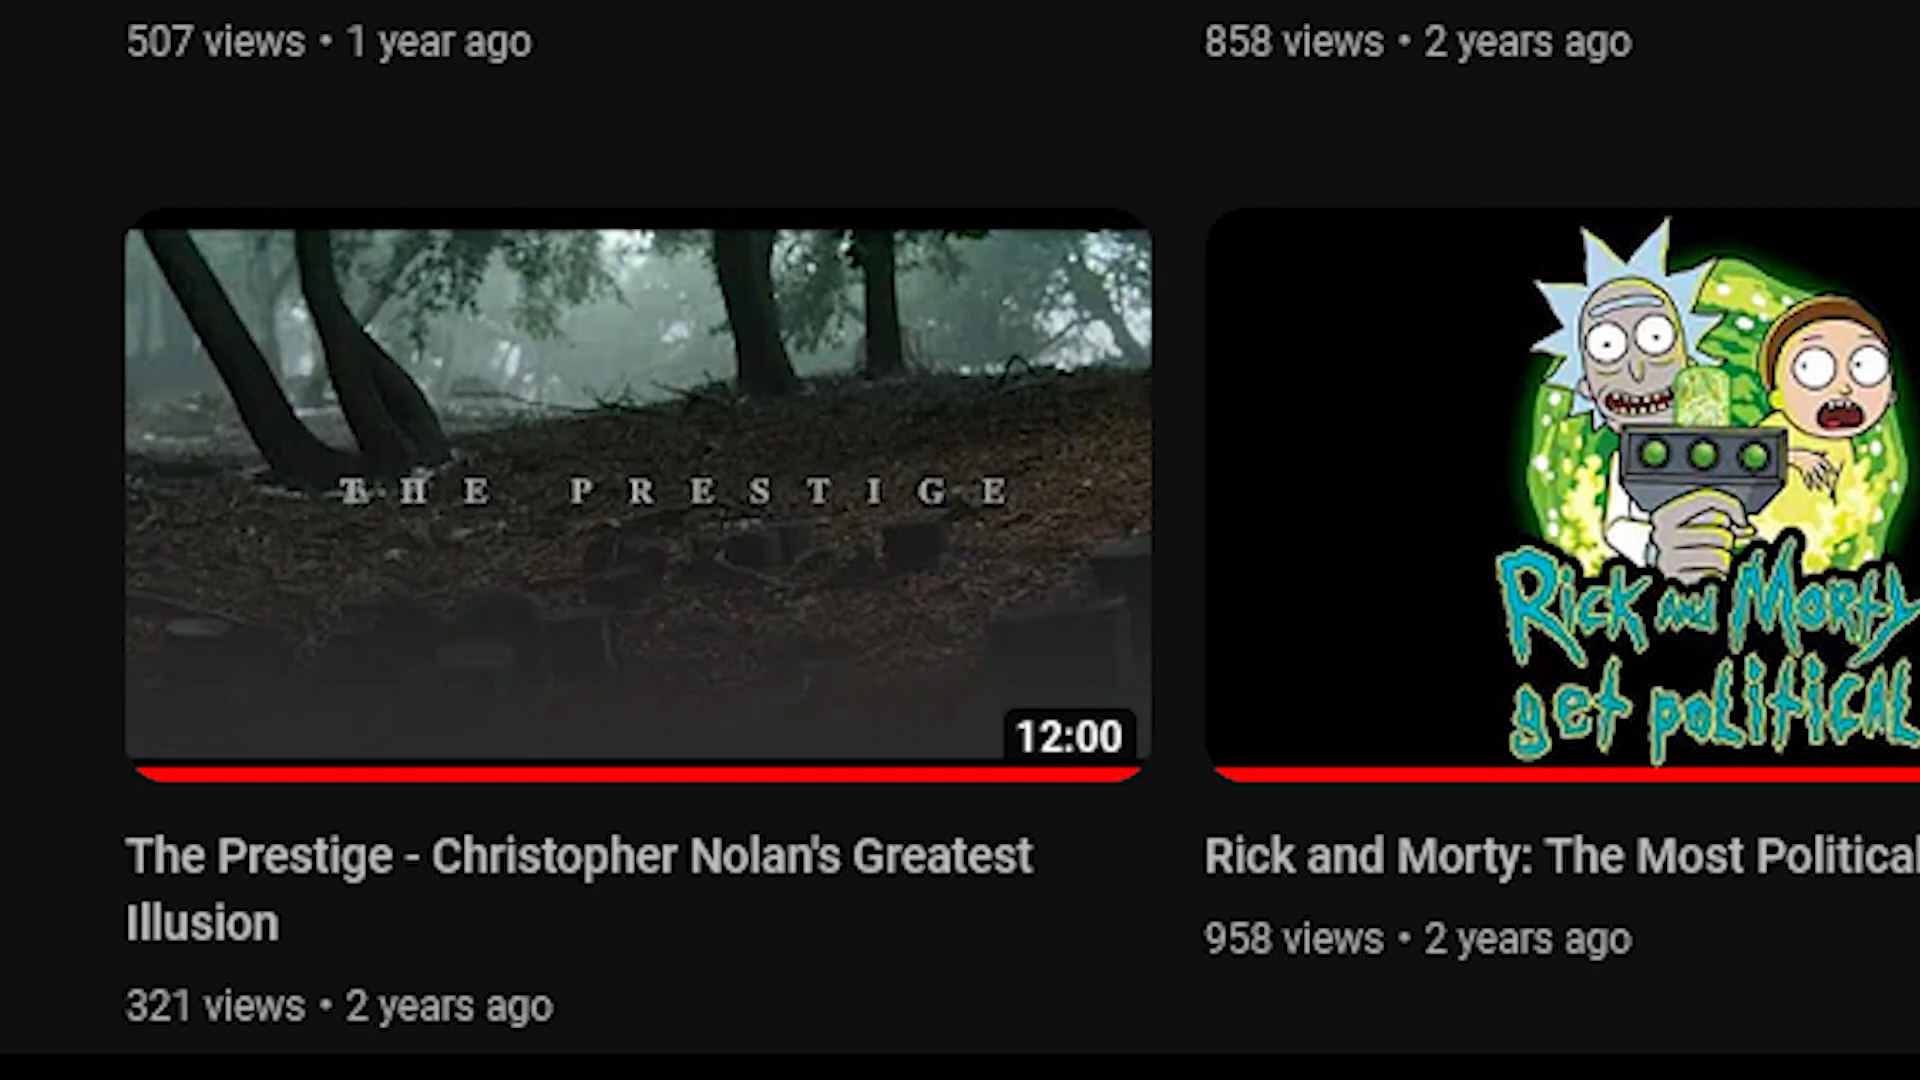 507 views • 1 year ago
858 views • 2 years ago
THE PRESTIGE
12:00
Rick and Morty
get political
The Prestige - Christopher Nolan's Greatest
Illusion
321 views • 2 years ago
Rick and Morty: The Most Political
958 views • 2 years ago